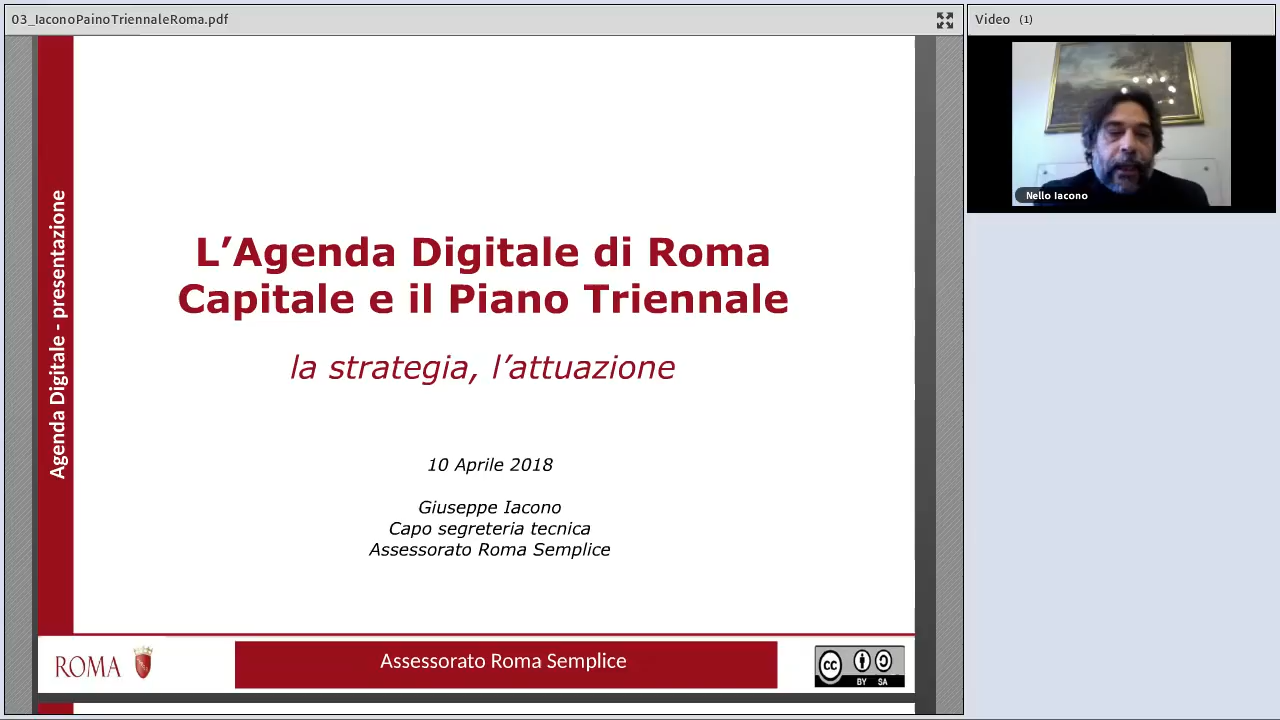 03_IaconoPainoTriennaleRoma.pdf
Video (1)
Nello Iacono
Agenda Digitale - presentazione
L’Agenda Digitale di Roma
Capitale e il Piano Triennale
la strategia, l’attuazione
10 Aprile 2018
Giuseppe Iacono
Capo segreteria tecnica
Assessorato Roma Semplice
ROMA
Assessorato Roma Semplice
cc
BY SA